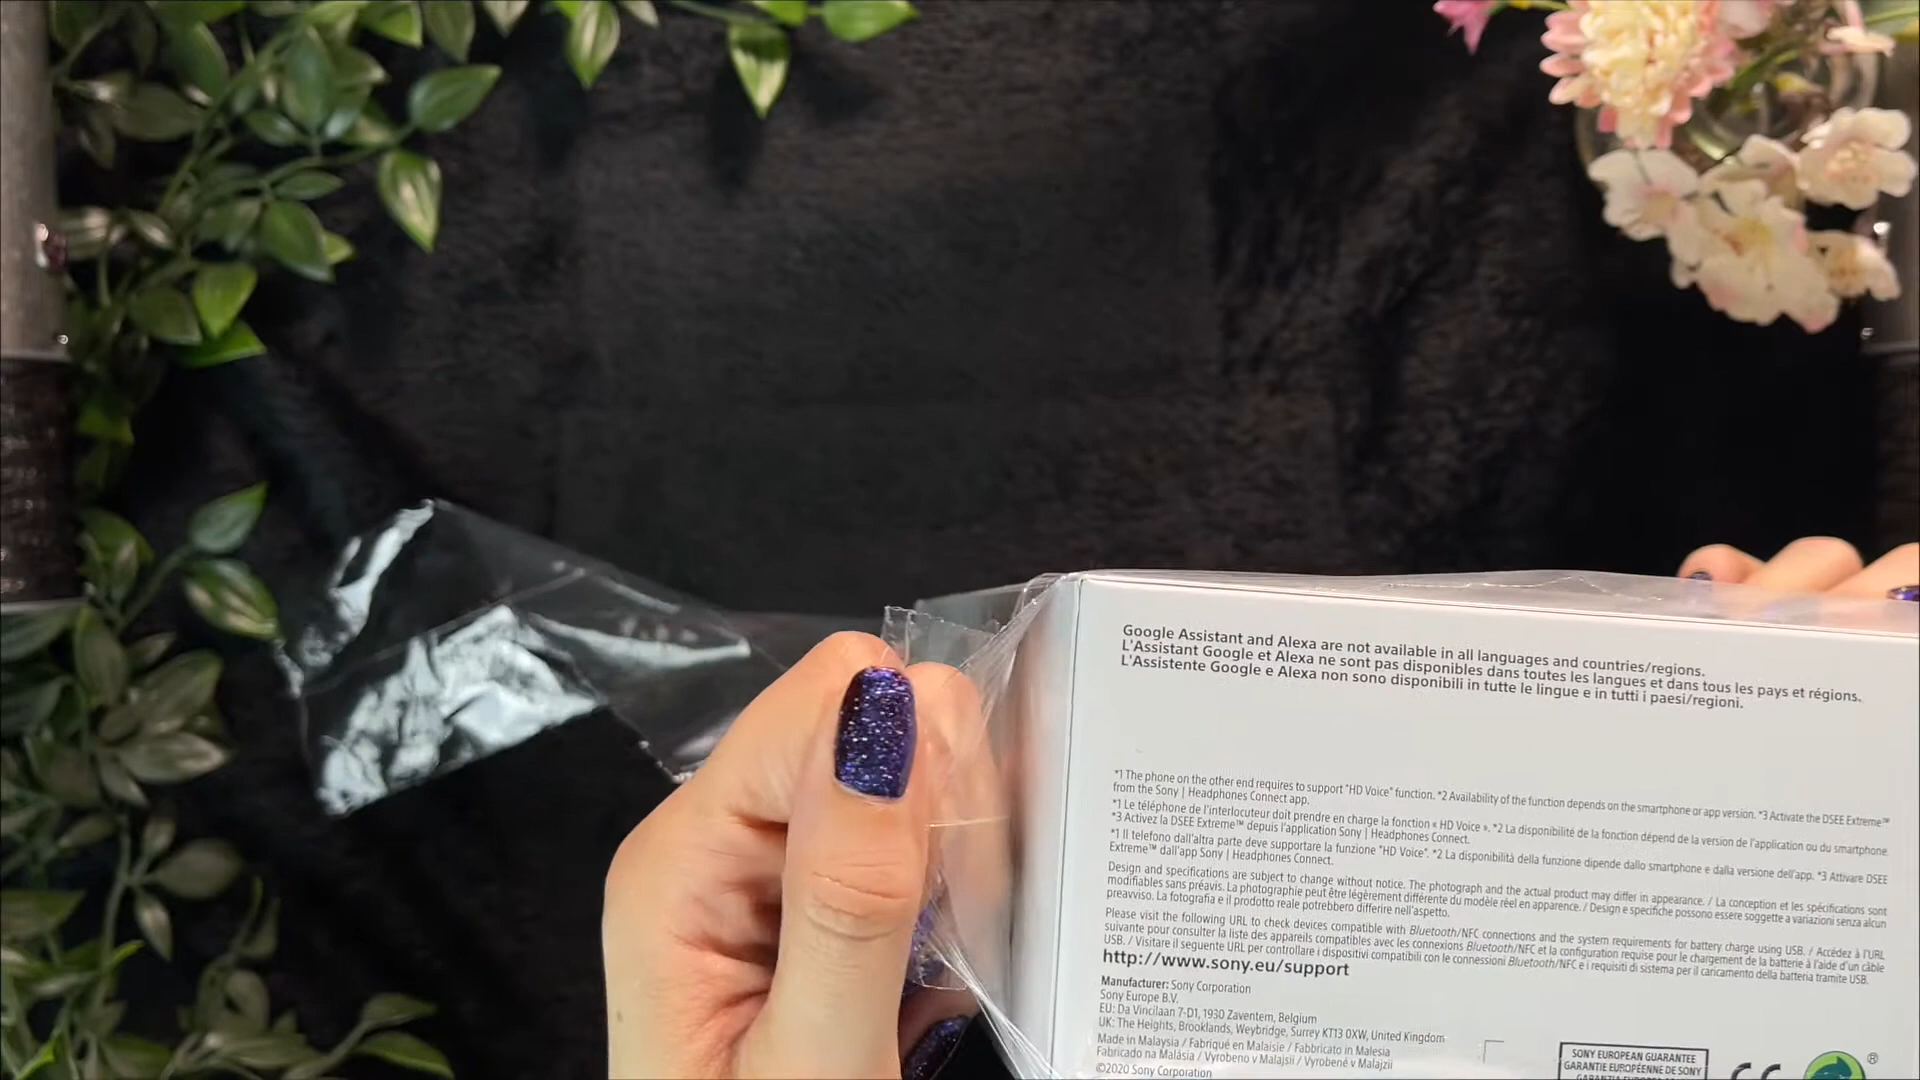 Google Assistant and Alexa are not available in all languages and countries/regions.
L'Assistant Google et Alexa ne sont pas disponibles dans toutes les langues et dans tous les pays et régions.
L'Assistente Google e Alexa non sono disponibili in tutte le lingue e in tutti i paesi/regioni.
*1 The phone on the other end requires to support "HD Voice" function. *2 Availability of the function depends on the smartphone or app version. *3 Activate the DSEE Extreme™
from the Sony | Headphones Connect app.
*1 Le téléphone de l'interlocuteur doit prendre en charge la fonction « HD Voice ». *2 La disponibilité de la fonction dépend de la version de l'application ou du smartphone.
*3 Activez la DSEE Extreme™ depuis l'application Sony | Headphones Connect.
*1 Il telefono dall'altra parte deve supportare la funzione "HD Voice". *2 La disponibilità della funzione dipende dallo smartphone e dalla versione dell'app. *3 Attivare DSEE
Extreme™ dall'app Sony | Headphones Connect.
Design and specifications are subject to change without notice. The photograph and the actual product may differ in appearance. / La conception et les spécifications sont
modifiables sans préavis. La photographie peut être légèrement différente du modèle réel en apparence. / Design e specifiche possono essere soggette a variazioni senza alcun
preavviso. La fotografia e il prodotto reale potrebbero differire nell'aspetto.
Please visit the following URL to check devices compatible with Bluetooth/NFC connections and the system requirements for battery charge using USB. / Accédez à l'URL
suivante pour consulter la liste des appareils compatibles avec les connexions Bluetooth/NFC et la configuration requise pour le chargement de la batterie à l'aide d'un câble
USB. / Visitare il seguente URL per controllare i dispositivi compatibili con le connessioni Bluetooth/NFC e i requisiti di sistema per il caricamento della batteria tramite USB.
http://www.sony.eu/support
Manufacturer: Sony Corporation
Sony Europe B.V.
EU: Da Vincilaan 7-D1, 1930 Zaventem, Belgium
UK: The Heights, Brooklands, Weybridge, Surrey KT13 0XW, United Kingdom
Made in Malaysia / Fabriqué en Malaisie / Fabbricato in Malesia
Fabricado na Malásia / Vyrobeno v Malajsii / Vyrobené v Malajzii
©2020 Sony Corporation
SONY EUROPEAN GUARANTEE
GARANTIE EUROPÉENNE DE SONY
CE
®